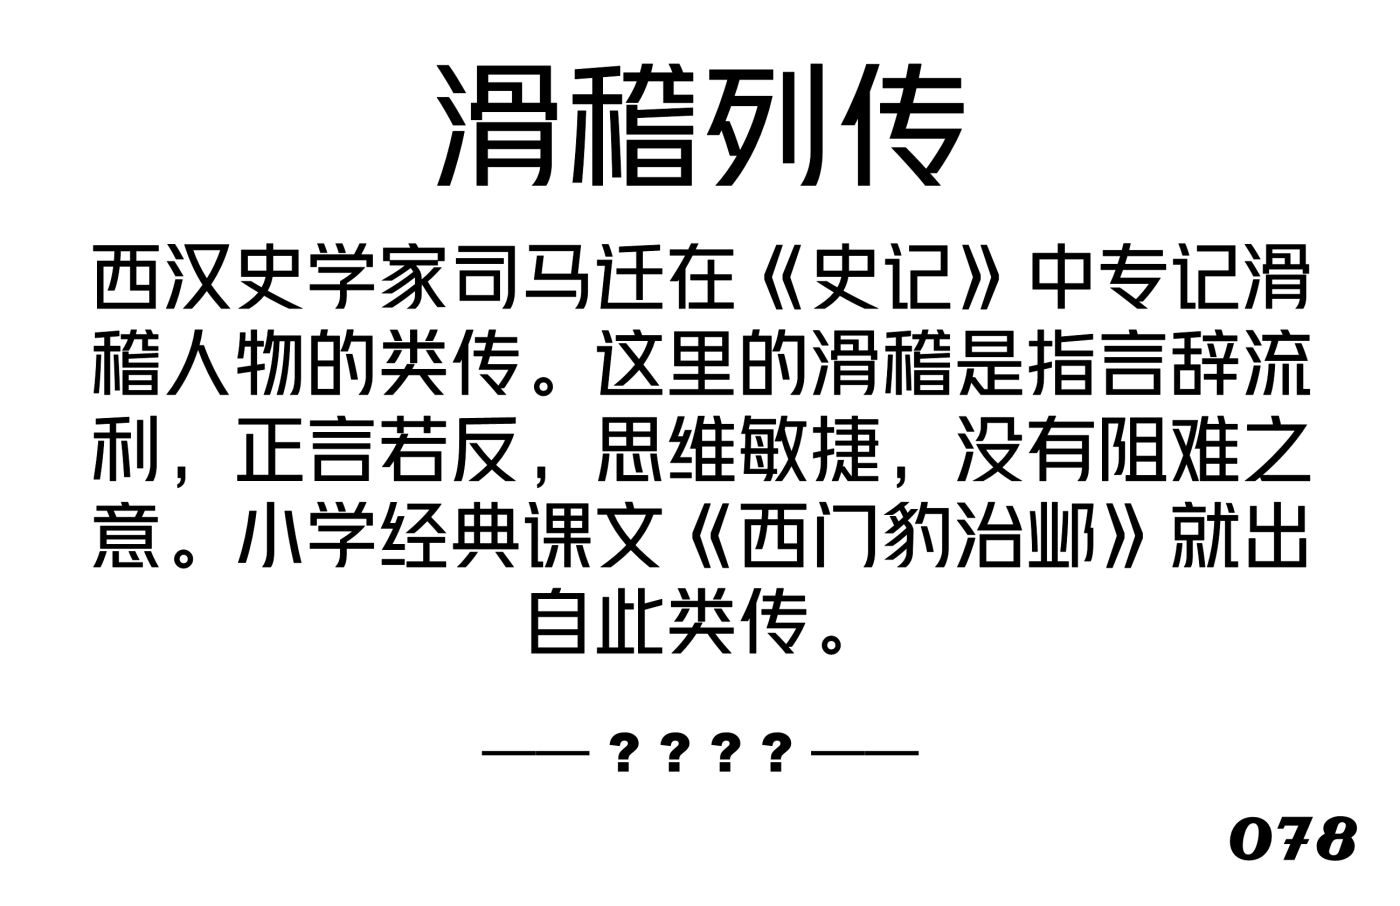 滑稽列传
西汉史学家司马迁在《史记》中专记滑
稽人物的类传。这里的滑稽是指言辞流
利，正言若反，思维敏捷，没有阻难之
意。小学经典课文《西门豹治邺》就出
自此类传。
——？？？？——
078